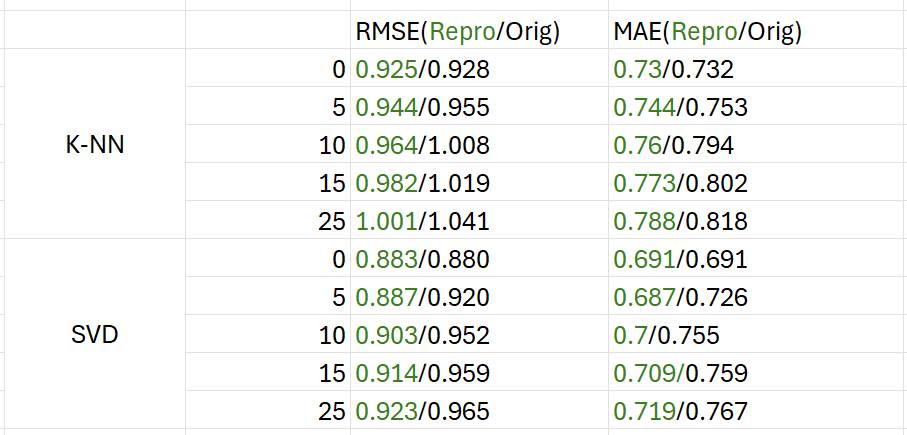 RMSE(Repro/Orig) MAE(Repro/Orig)
0 0.925/0.928 0.73/0.732
5 0.944/0.955 0.744/0.753
K-NN 10 0.964/1.008 0.76/0.794
15 0.982/1.019 0.773/0.802
25 1.001/1.041 0.788/0.818
0 0.883/0.880 0.691/0.691
5 0.887/0.920 0.687/0.726
SVD 10 0.903/0.952 0.7/0.755
15 0.914/0.959 0.709/0.759
25 0.923/0.965 0.719/0.767